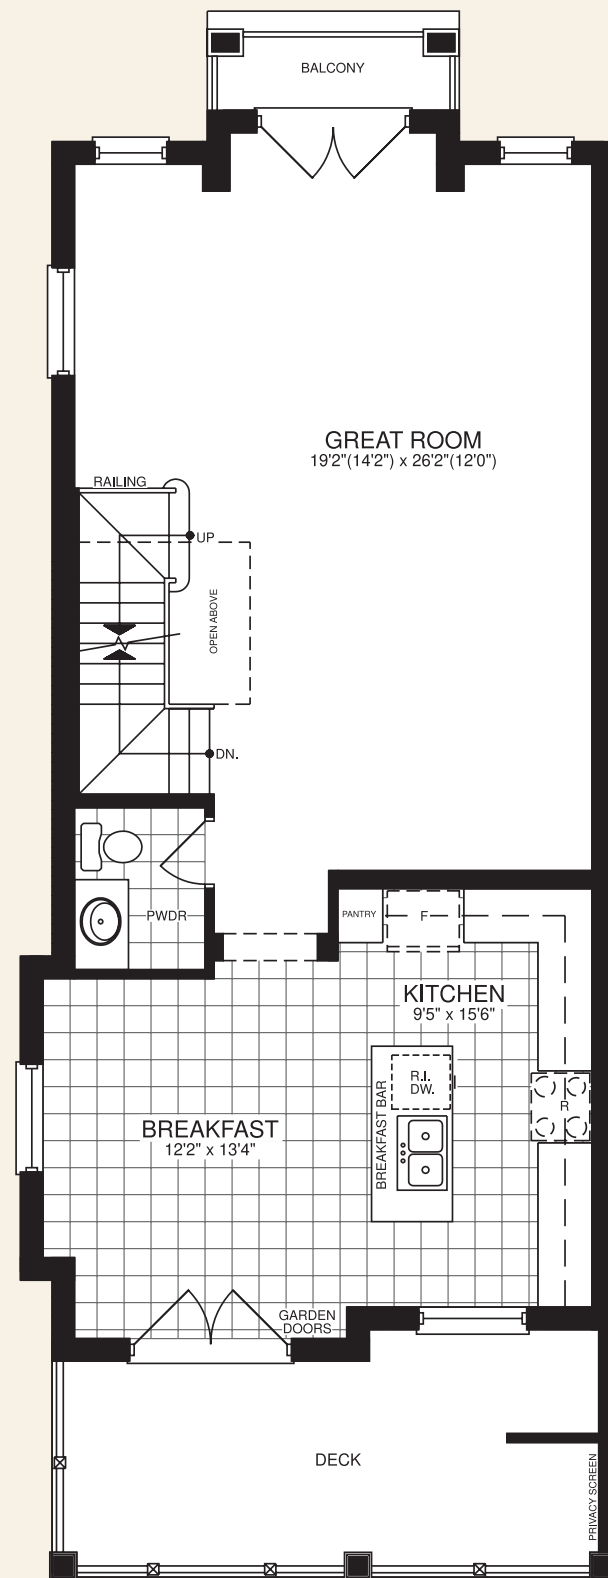 BALCONY
GREAT ROOM
19'2"(14'2") x 26'2"(12'0")
RAILING
UP
OPEN ABOVE
DN.
PWDR
PANTRY
F
KITCHEN
9'5" x 15'6"
R.I.
DW.
R
BREAKFAST BAR
BREAKFAST
12'2" x 13'4"
GARDEN
DOORS
DECK
PRIVACY SCREEN